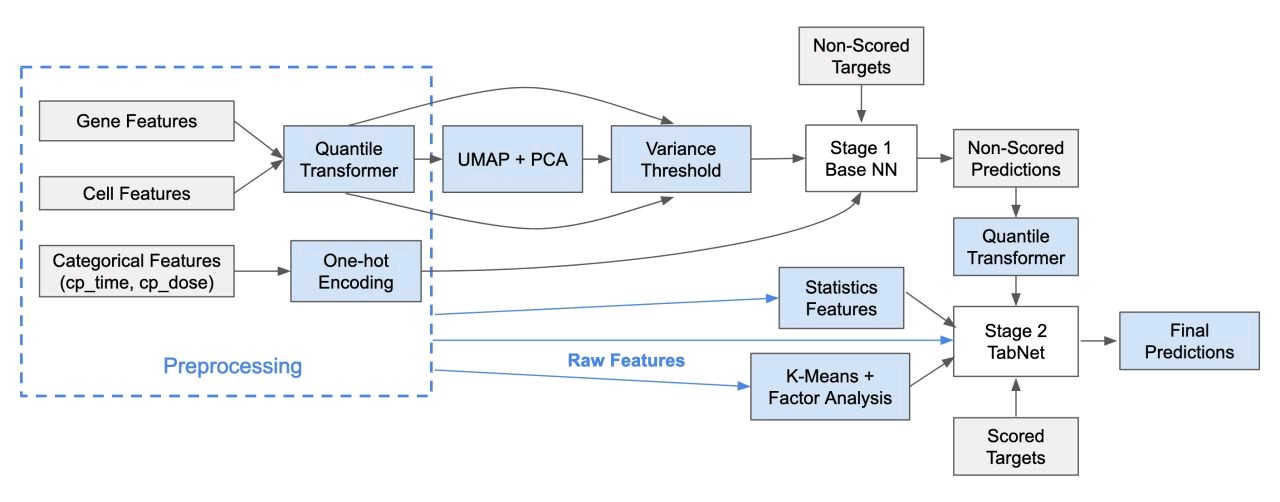 Non-Scored
Targets
Gene Features
Cell Features
Categorical Features
(cp_time, cp_dose)
Quantile
Transformer
One-hot
Encoding
Preprocessing
UMAP + PCA
Variance
Threshold
Stage 1
Base NN
Non-Scored
Predictions
Quantile
Transformer
Statistics
Features
Raw Features
K-Means +
Factor Analysis
Stage 2
TabNet
Final
Predictions
Scored
Targets